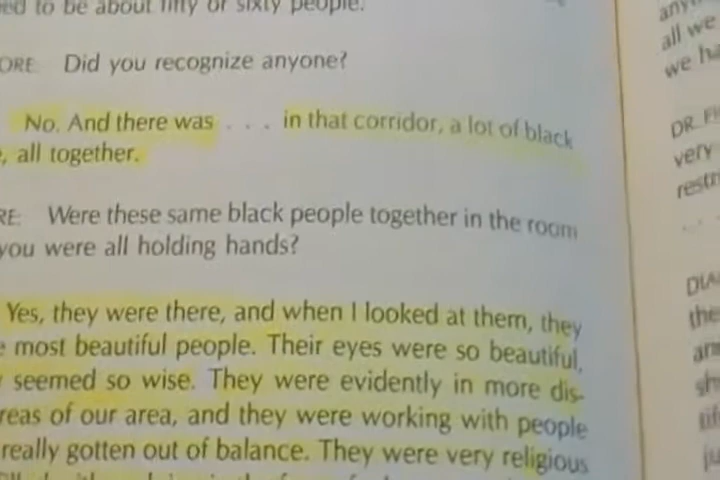 to be about fifty or sixty people.
ORE Did you recognize anyone?
No. And there was . . . in that corridor, a lot of black
, all together.
RE: Were these same black people together in the room
you were all holding hands?
Yes, they were there, and when I looked at them, they
most beautiful people. Their eyes were so beautiful,
seemed so wise. They were evidently in more dis-
reas of our area, and they were working with people
really gotten out of balance. They were very religious
all we
we ha
DR. FI
very
restri
. .
the